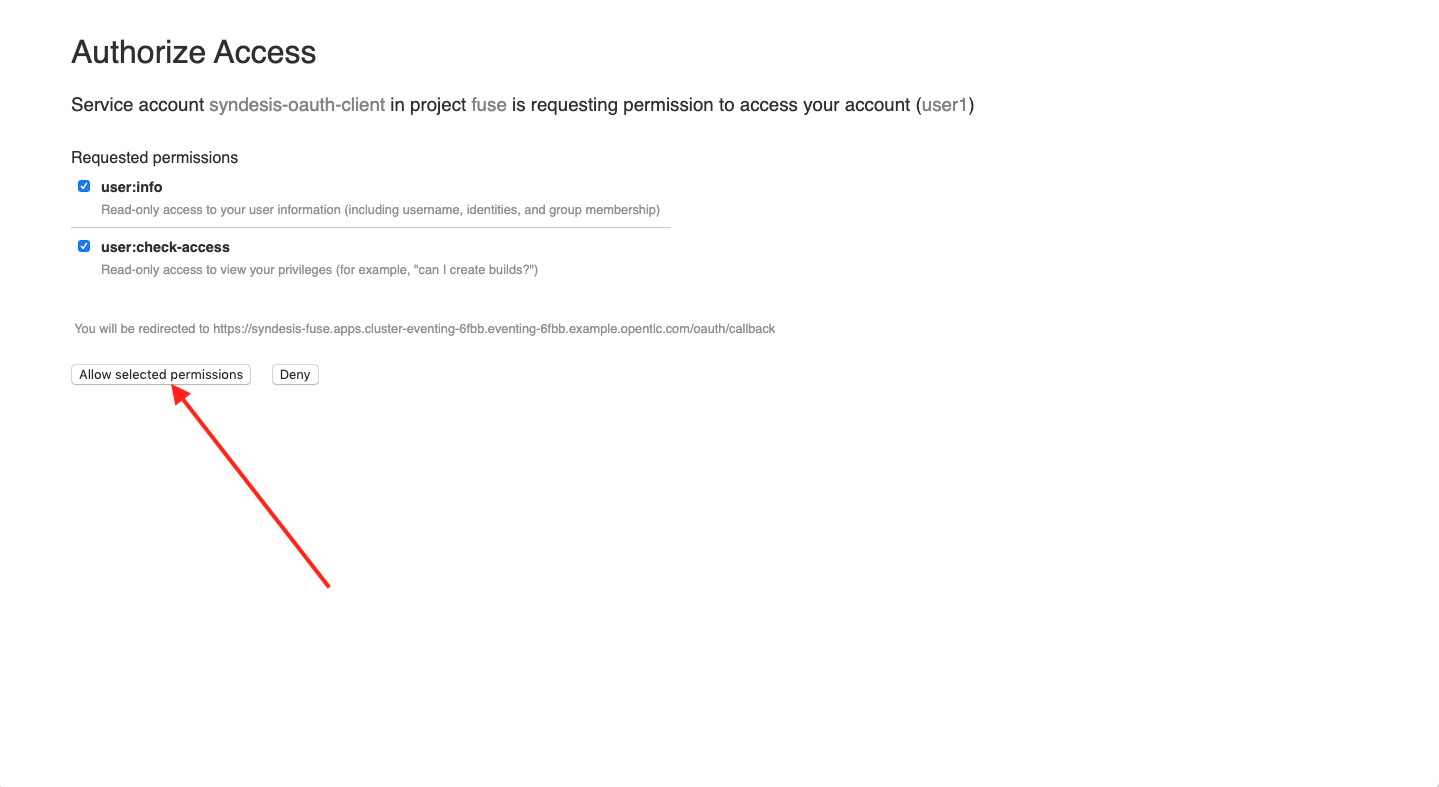 Authorize Access
Service account syndesis-oauth-client in project fuse is requesting permission to access your account (user1)
Requested permissions
user:info
Read-only access to your user information (including username, identities, and group membership)
user:check-access
Read-only access to view your privileges (for example, "can I create builds?")
You will be redirected to https://syndesis-fuse.apps.cluster-eventing-6fbb.eventing-6fbb.example.opentlc.com/oauth/callback
Allow selected permissions Deny